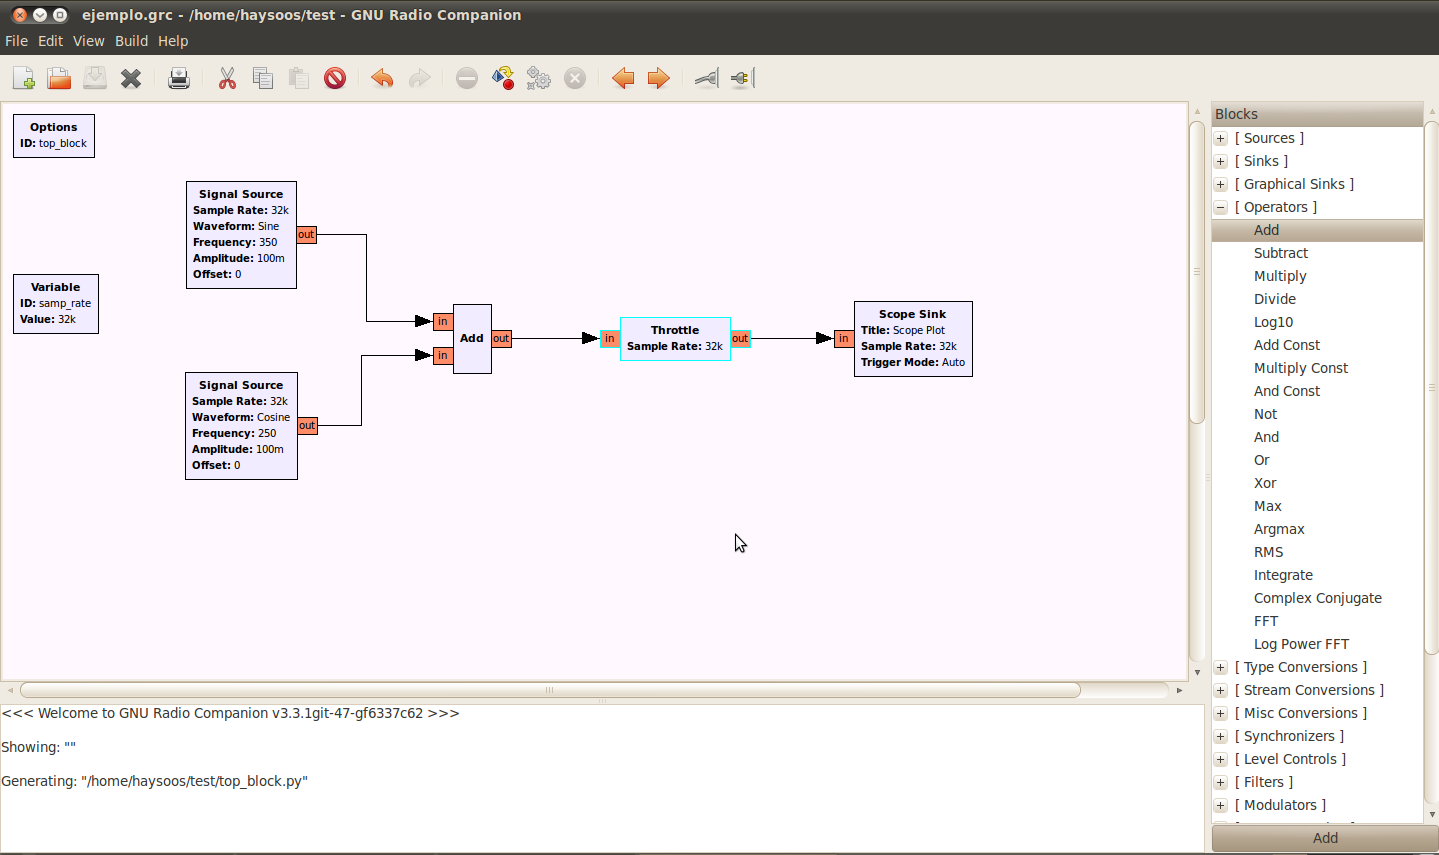 ejemplo.grc - /home/haysoos/test - GNU Radio Companion
File Edit View Build Help
Options
ID: top_block
Signal Source
Sample Rate: 32k
Waveform: Sine
Frequency: 350
Amplitude: 100m
Offset: 0
out
Variable
ID: samp_rate
Value: 32k
Signal Source
Sample Rate: 32k
Waveform: Cosine
Frequency: 250
Amplitude: 100m
Offset: 0
out
in
in
Add
out
in
Throttle
Sample Rate: 32k
out
in
Scope Sink
Title: Scope Plot
Sample Rate: 32k
Trigger Mode: Auto
Blocks
[ Sources ]
[ Sinks ]
[ Graphical Sinks ]
[ Operators ]
Add
Subtract
Multiply
Divide
Log10
Add Const
Multiply Const
And Const
Not
And
Or
Xor
Max
Argmax
RMS
Integrate
Complex Conjugate
FFT
Log Power FFT
[ Type Conversions ]
[ Stream Conversions ]
[ Misc Conversions ]
[ Synchronizers ]
[ Level Controls ]
[ Filters ]
[ Modulators ]
Add
<<< Welcome to GNU Radio Companion v3.3.1git-47-gf6337c62 >>>
Showing: ""
Generating: "/home/haysoos/test/top_block.py"